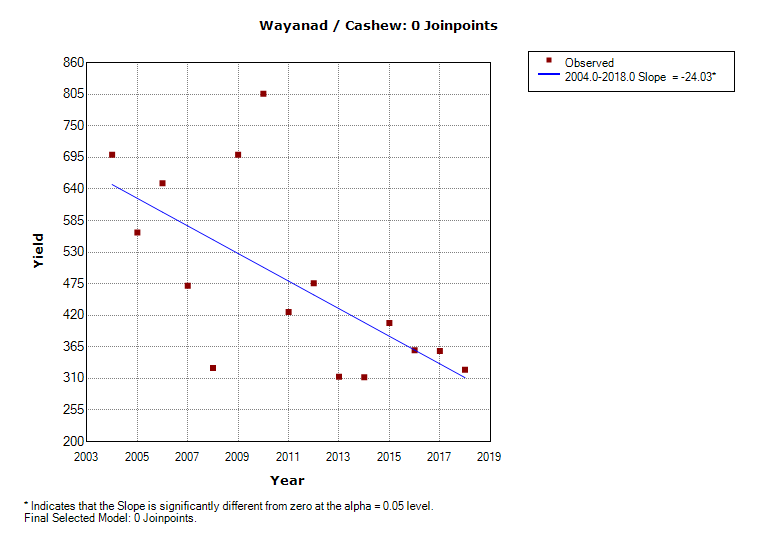 Wayanad / Cashew: 0 Joinpoints
Observed
2004.0-2018.0 Slope = -24.03*
860
805
750
695
640
585
530
475
420
365
310
255
200
Yield
2003 2005 2007 2009 2011 2013 2015 2017 2019
Year
* Indicates that the Slope is significantly different from zero at the alpha = 0.05 level.
Final Selected Model: 0 Joinpoints.